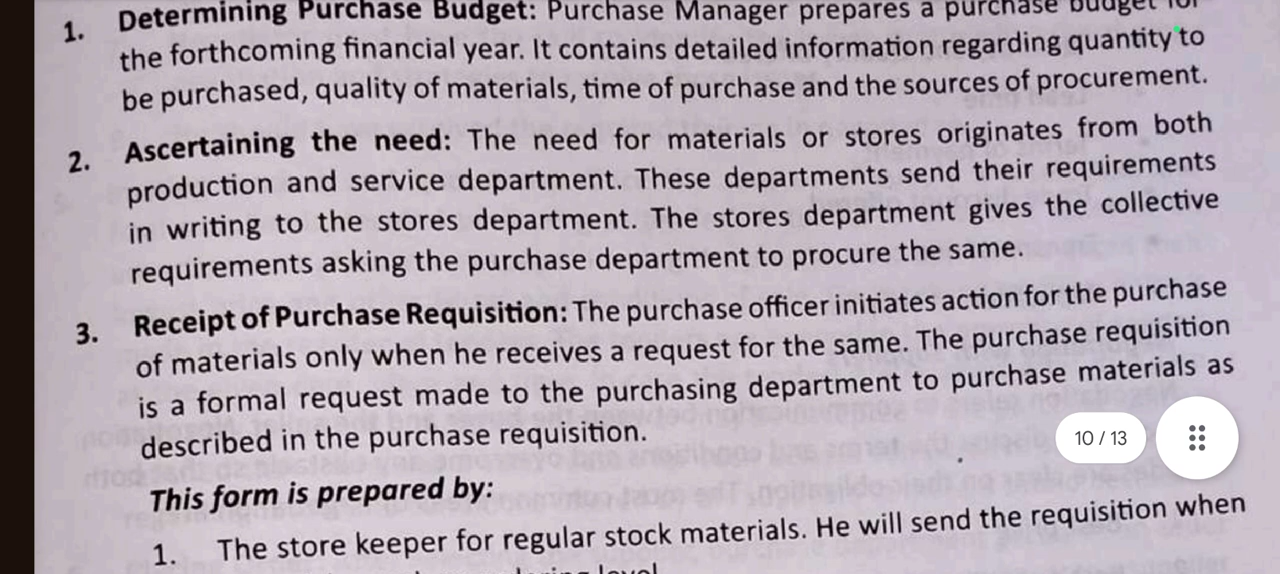 1. Determining Purchase Budget: Purchase Manager prepares a purchase budget for
the forthcoming financial year. It contains detailed information regarding quantity to
be purchased, quality of materials, time of purchase and the sources of procurement.
2. Ascertaining the need: The need for materials or stores originates from both
production and service department. These departments send their requirements
in writing to the stores department. The stores department gives the collective
requirements asking the purchase department to procure the same.
3. Receipt of Purchase Requisition: The purchase officer initiates action for the purchase
of materials only when he receives a request for the same. The purchase requisition
is a formal request made to the purchasing department to purchase materials as
described in the purchase requisition.
10 / 13
This form is prepared by:
1. The store keeper for regular stock materials. He will send the requisition when
level